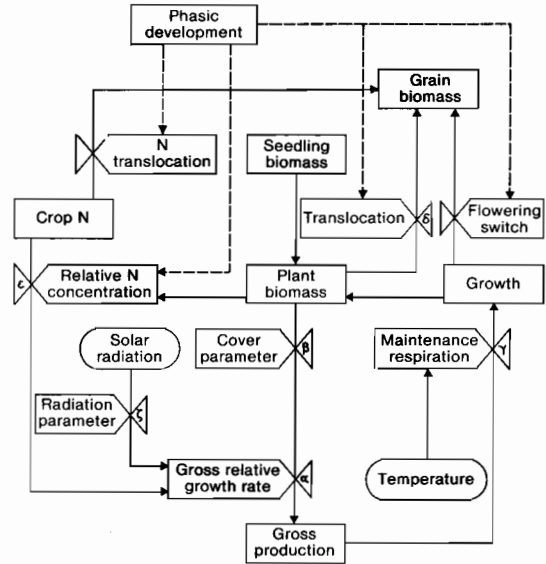 Phasic
development
Grain
biomass
N
translocation
Seedling
biomass
Crop N
Translocation
δ
Flowering
switch
ε
Relative N
concentration
Plant
biomass
Growth
Solar
radiation
Cover
parameter
β
Maintenance
respiration
γ
Radiation
parameter
ζ
Gross relative
growth rate
α
Temperature
Gross
production